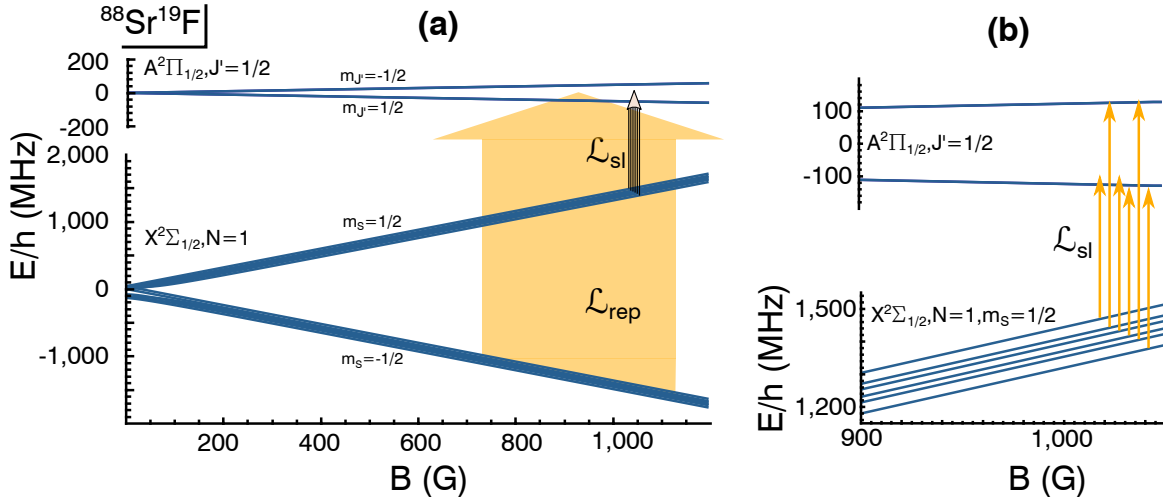 ⁸⁸Sr¹⁹F
(a)
200
0
-200
A²Π₁/₂,J'=1/2
mJ'=-1/2
mJ'=1/2
2,000
1,000
0
-1,000
E/h (MHz)
mS=1/2
X²Σ₁/₂,N=1
mS=-1/2
ℒsl
ℒrep
200
400
600
800
1,000
B (G)
(b)
100
0
-100
A²Π₁/₂,J'=1/2
ℒsl
1,500
1,200
X²Σ₁/₂,N=1,mS=1/2
E/h (MHz)
900
1,000
B (G)